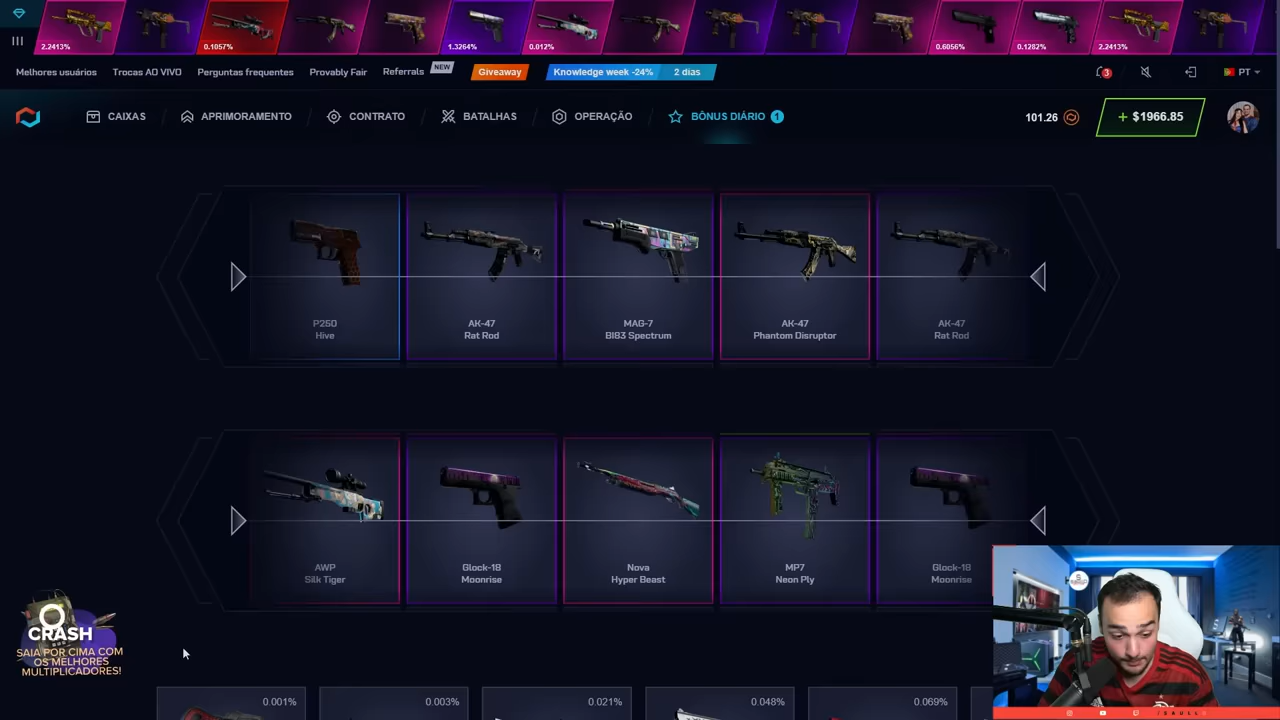 2.2413%
0.1057%
1.3264%
0.012%
0.6056%
0.1282%
2.2413%
Melhores usuários
Trocas AO VIVO
Perguntas frequentes
Provably Fair
Referrals
NEW
Giveaway
Knowledge week -24%
2 dias
3
PT
CAIXAS
APRIMORAMENTO
CONTRATO
BATALHAS
OPERAÇÃO
BÔNUS DIÁRIO 1
101.26
+ $1966.85
P250
Hive
AK-47
Rat Rod
MAG-7
BI83 Spectrum
AK-47
Phantom Disruptor
AK-47
Rat Rod
AWP
Silk Tiger
Glock-18
Moonrise
Nova
Hyper Beast
MP7
Neon Ply
Glock-18
Moonrise
CRASH
SAIA POR CIMA COM
OS MELHORES
MULTIPLICADORES!
0.001%
0.003%
0.021%
0.048%
0.069%